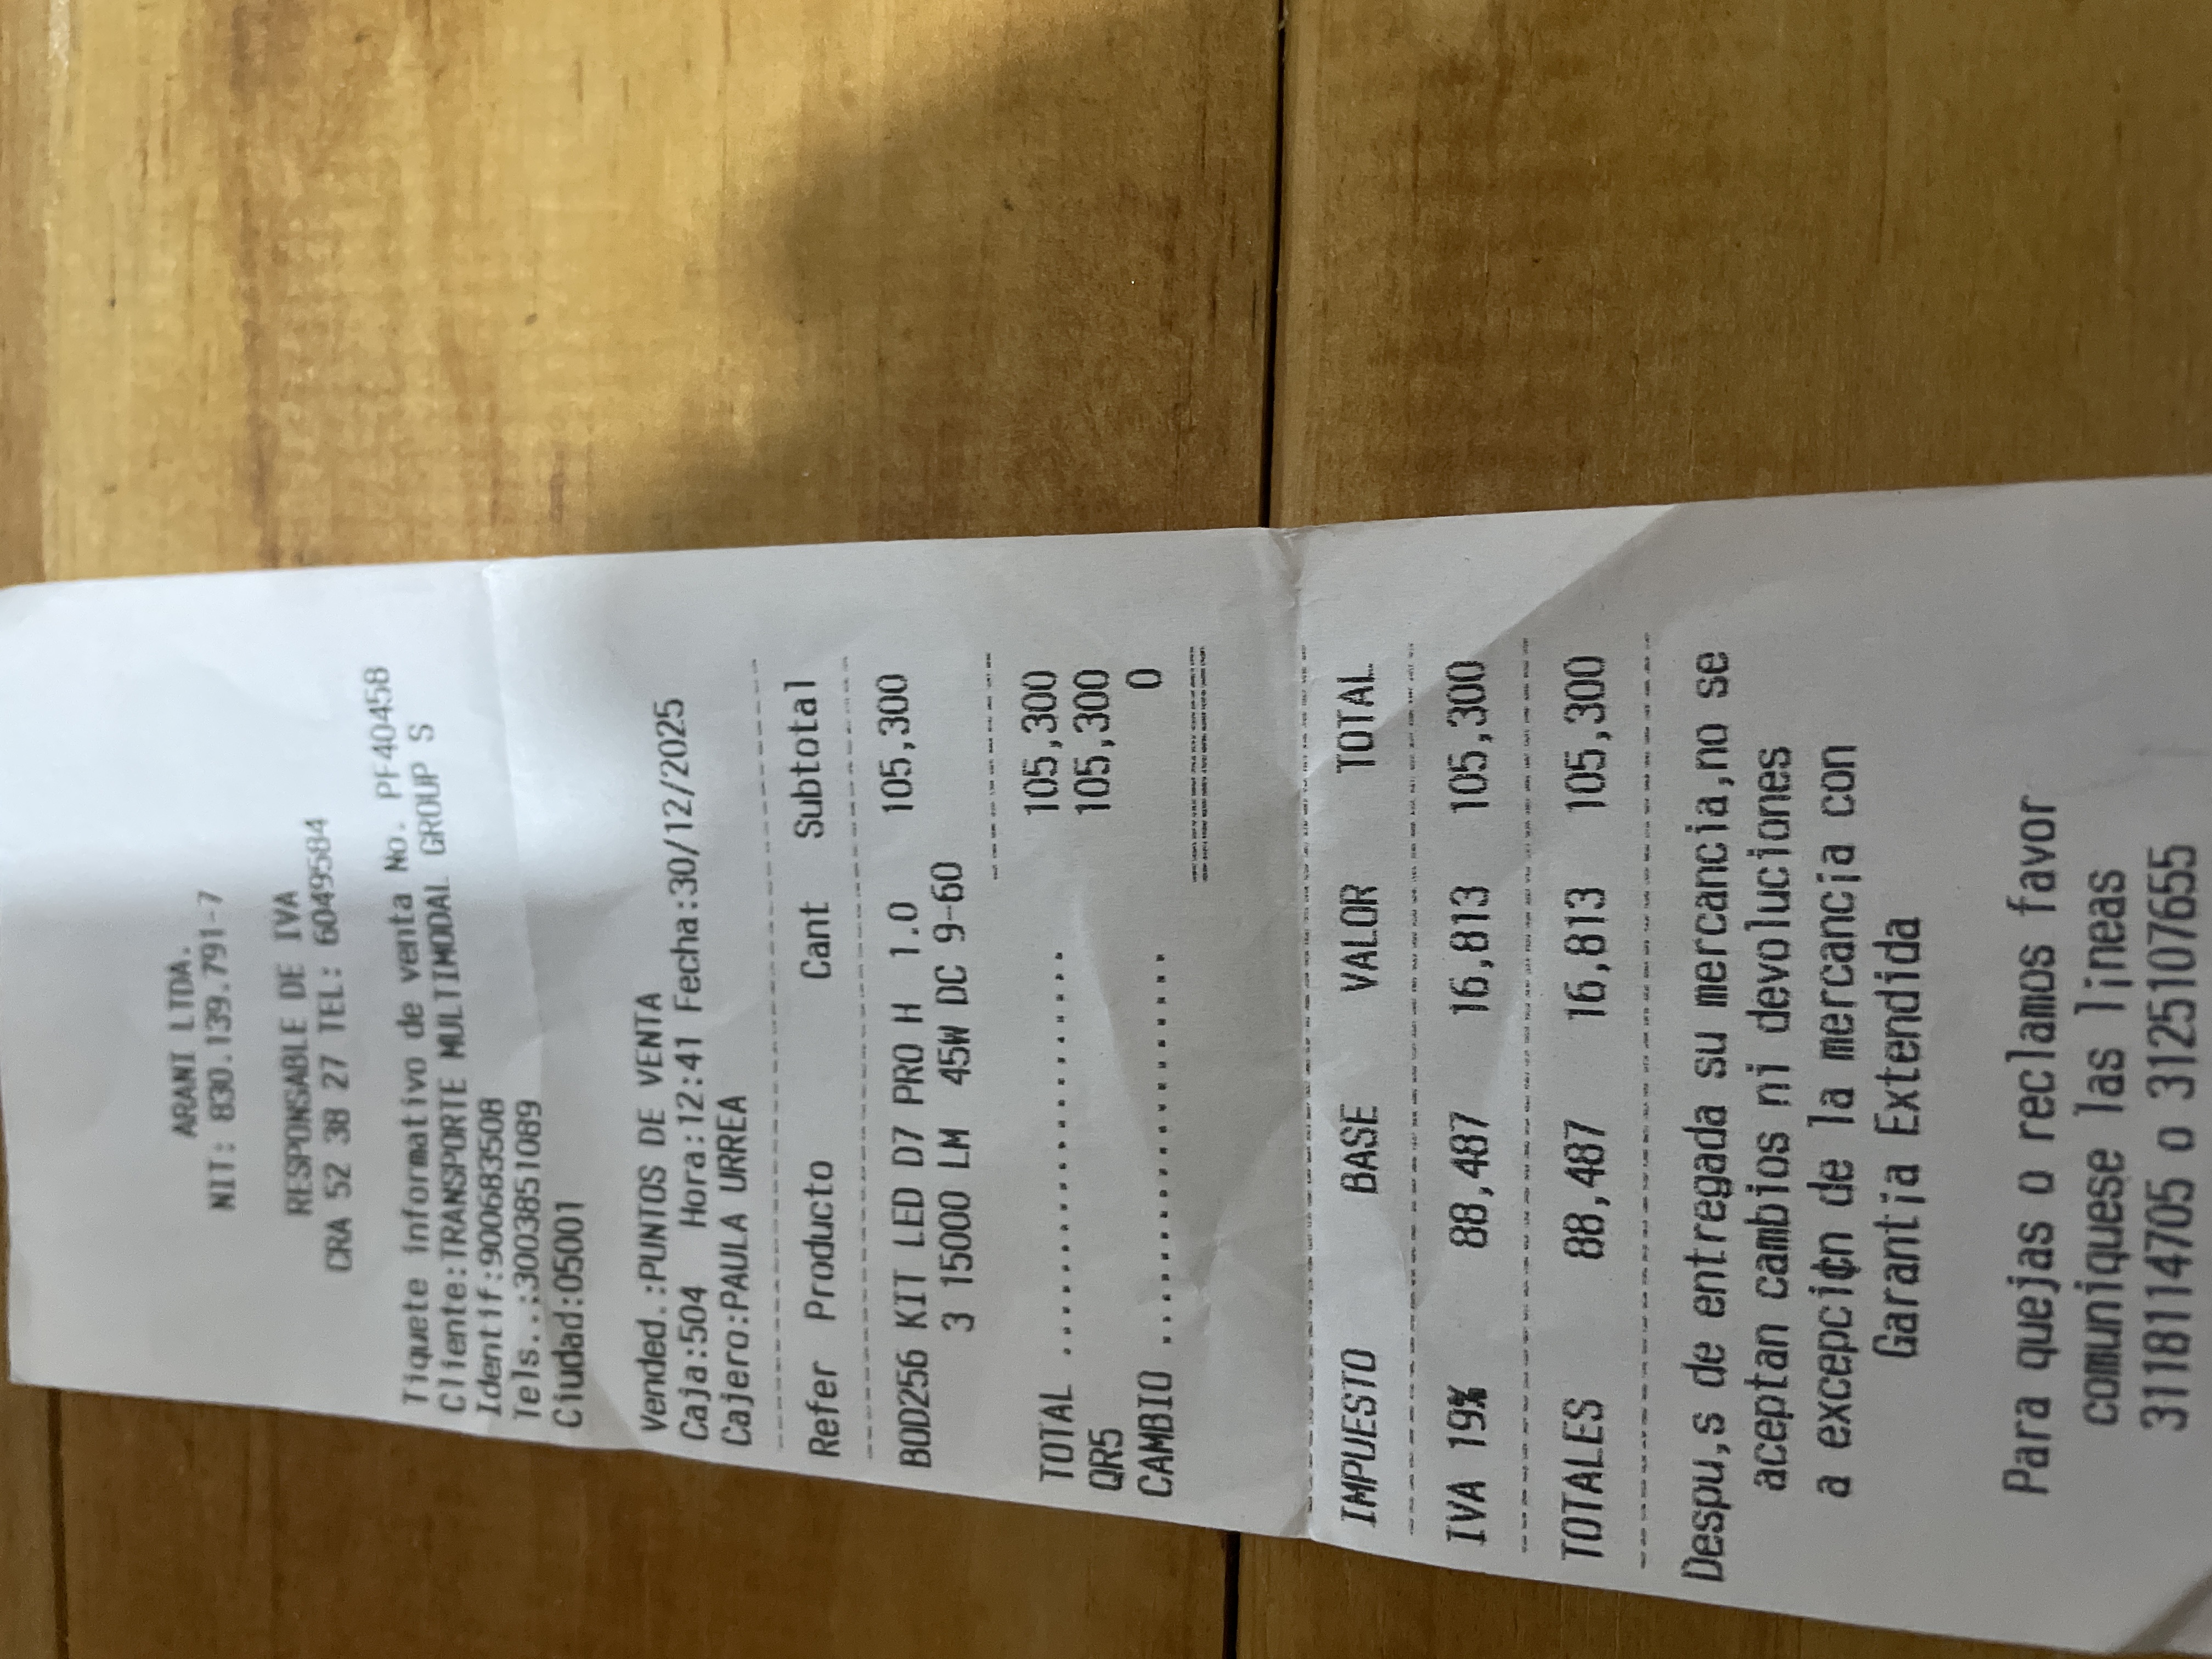 ARANI LTDA.
NIT: 830.139.791-7
RESPONSABLE DE IVA
CRA 52 38 27 TEL: 60449584
Tiquete informativo de venta No. PF40458
Cliente:TRANSPORTE MULTIMODAL GROUP S
Identif:900683508
Tels..:3003851089
Ciudad:05001
Vended.:PUNTOS DE VENTA
Caja:504 Hora:12:41 Fecha:30/12/2025
Cajero:PAULA URREA
Refer Producto Cant Subtotal
BOD256 KIT LED D7 PRO H 1.0 105,300
3 15000 LM 45W DC 9-60
TOTAL ..................... 105,300
QR5 105,300
CAMBIO .................. 0
IMPUESTO BASE VALOR TOTAL
IVA 19% 88,487 16,813 105,300
TOTALES 88,487 16,813 105,300
Despu,s de entregada su mercancia,no se
aceptan cambios ni devoluciones
a excepci¢n de la mercanc¡a con
Garant¡a Extendida
Para quejas o reclamos favor
comuniquese las l¡neas
3118114705 o 3125107655